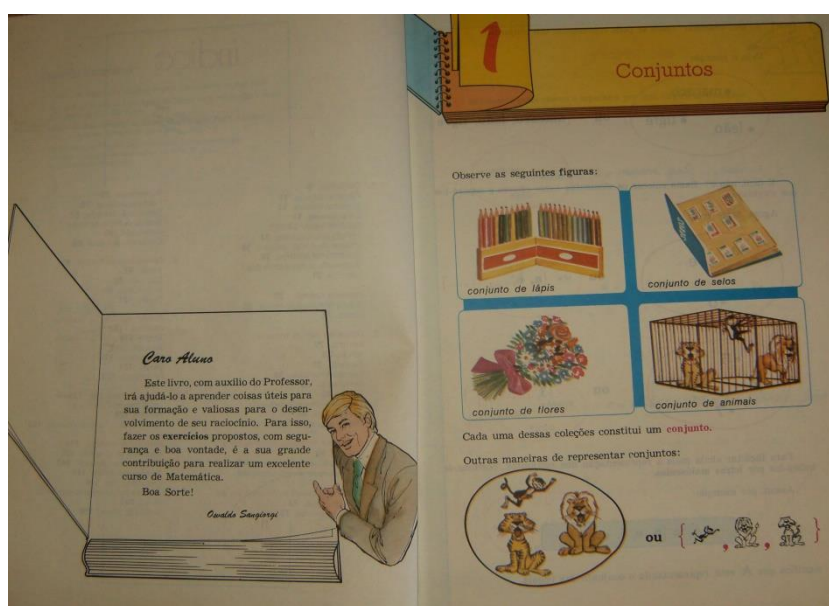 Caro Aluno
Este livro, com auxílio do Professor,
irá ajudá-lo a aprender coisas úteis para
sua formação e valiosas para o desen-
volvimento de seu raciocínio. Para isso,
fazer os exercícios propostos, com segu-
rança e boa vontade, é a sua grande
contribuição para realizar um excelente
curso de Matemática.
Boa Sorte!
Osvaldo Sangiorgi
1
Conjuntos
Observe as seguintes figuras:
conjunto de lápis
conjunto de selos
conjunto de flores
conjunto de animais
Cada uma dessas coleções constitui um conjunto.
Outras maneiras de representar conjuntos:
ou { , , }